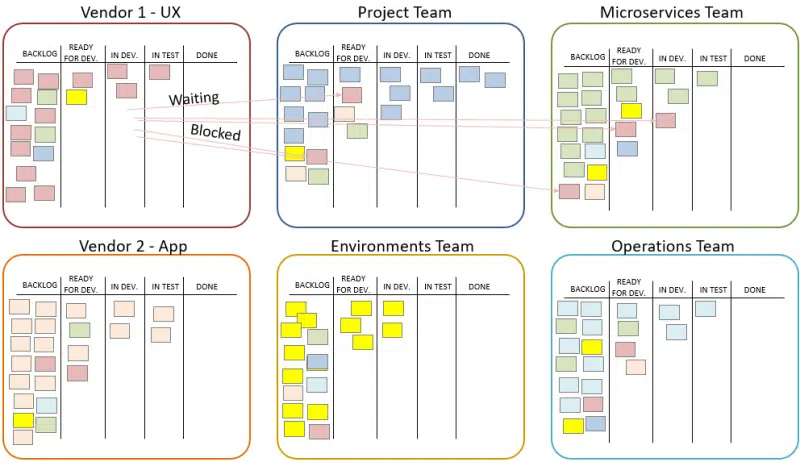 Vendor 1 - UX
Project Team
Microservices Team
BACKLOG
READY
FOR DEV.
IN DEV.
IN TEST
DONE
BACKLOG
READY
FOR DEV.
IN DEV.
IN TEST
DONE
BACKLOG
READY
FOR DEV.
IN DEV.
IN TEST
DONE
Waiting
Blocked
Vendor 2 - App
Environments Team
Operations Team
BACKLOG
READY
FOR DEV.
IN DEV.
IN TEST
DONE
BACKLOG
READY
FOR DEV.
IN DEV.
IN TEST
DONE
BACKLOG
READY
FOR DEV.
IN DEV.
IN TEST
DONE